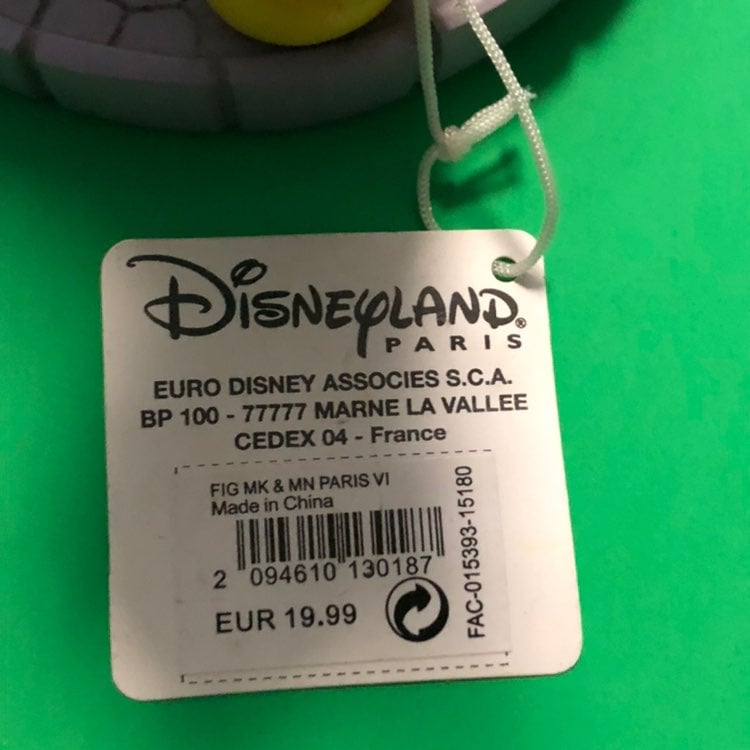 DISNEYLAND®
PARIS
EURO DISNEY ASSOCIES S.C.A.
BP 100 - 77777 MARNE LA VALLEE
CEDEX 04 - France
FIG MK & MN PARIS VI
Made in China
2 094610 130187
EUR 19.99
FAC-015393-15180